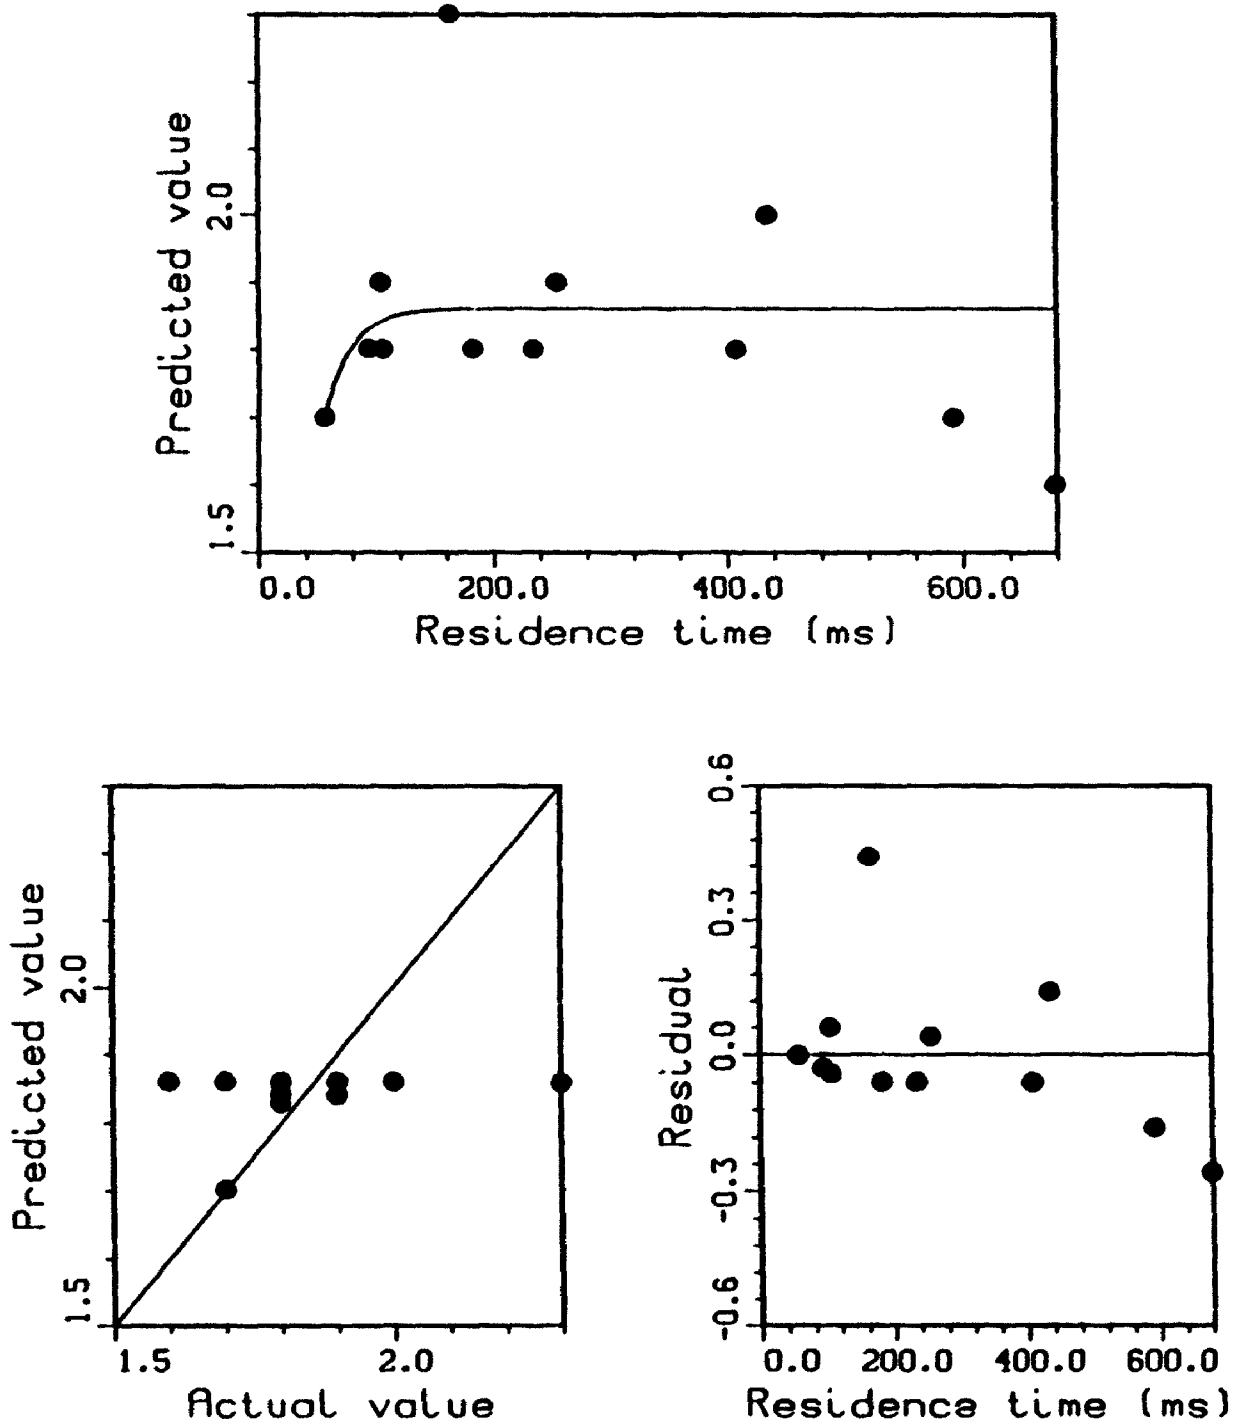 Predicted value
2.0
1.5
0.0 200.0 400.0 600.0
Residence time (ms)
Predicted value
2.0
1.5
1.5 2.0
Actual value
Residual
0.6
0.3
0.0
-0.3
-0.6
0.0 200.0 400.0 600.0
Residence time (ms)